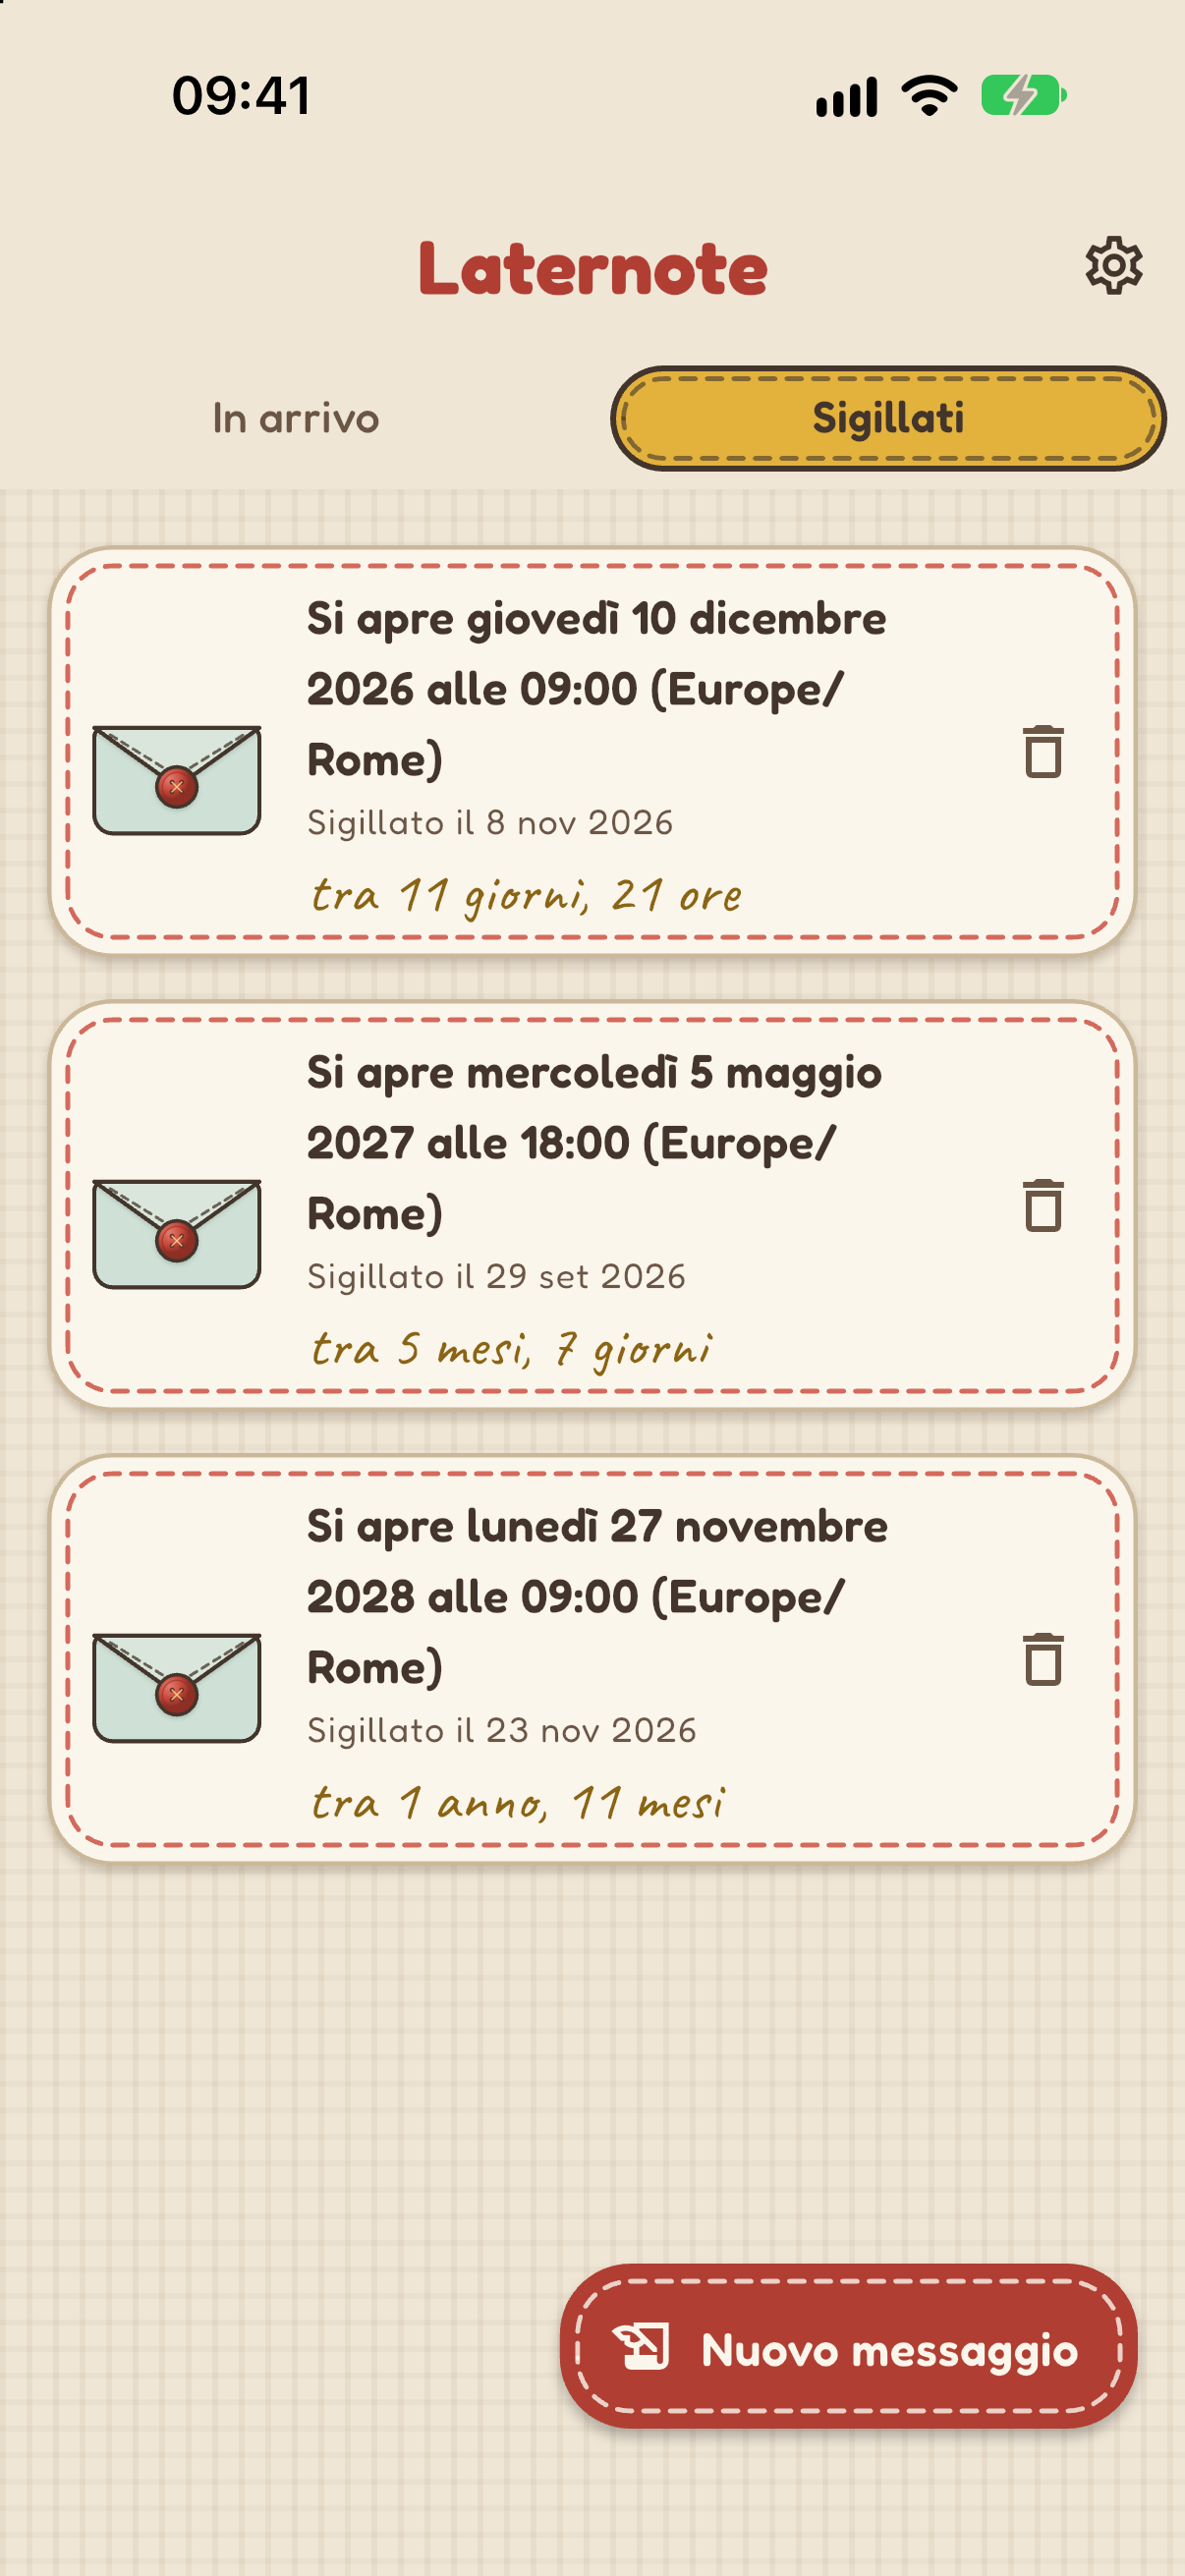 09:41
Laternote
In arrivo
Sigillati
Si apre giovedì 10 dicembre
2026 alle 09:00 (Europe/
Rome)
Sigillato il 8 nov 2026
tra 11 giorni, 21 ore
Si apre mercoledì 5 maggio
2027 alle 18:00 (Europe/
Rome)
Sigillato il 29 set 2026
tra 5 mesi, 7 giorni
Si apre lunedì 27 novembre
2028 alle 09:00 (Europe/
Rome)
Sigillato il 23 nov 2026
tra 1 anno, 11 mesi
Nuovo messaggio